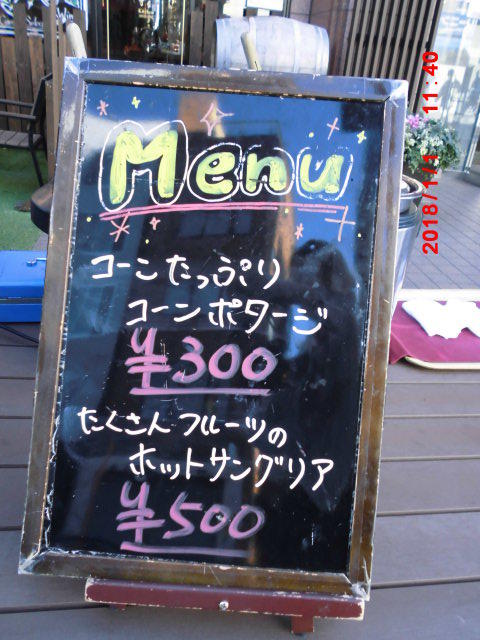 Menu
コーンたっぷり
コーンポタージ
¥300
たくさんフルーツの
ホットサングリア
¥500
2018/1/1 11:40